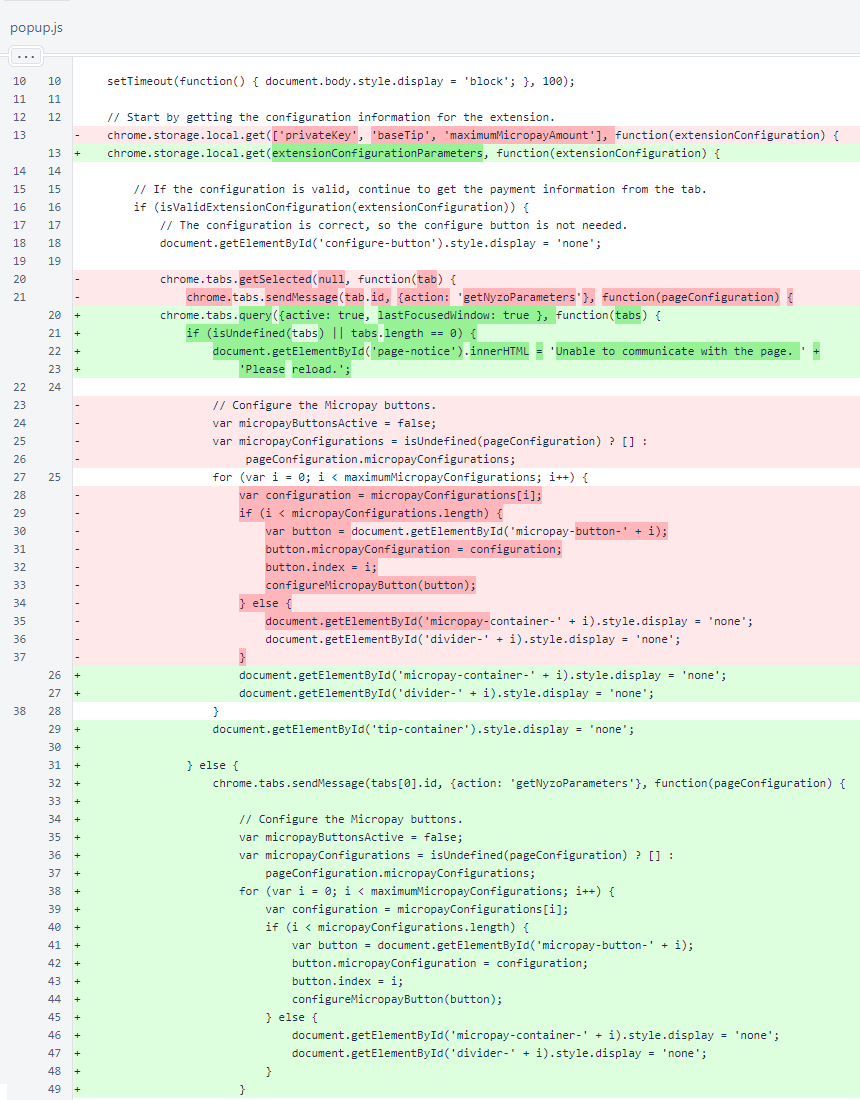 popup.js
...
10 10 setTimeout(function() { document.body.style.display = 'block'; }, 100);
11 11
12 12 // Start by getting the configuration information for the extension.
13 - chrome.storage.local.get(['privateKey', 'baseTip', 'maximumMicropayAmount'], function(extensionConfiguration) {
13 + chrome.storage.local.get(extensionConfigurationParameters, function(extensionConfiguration) {
14 14
15 15 // If the configuration is valid, continue to get the payment information from the tab.
16 16 if (isValidExtensionConfiguration(extensionConfiguration)) {
17 17 // The configuration is correct, so the configure button is not needed.
18 18 document.getElementById('configure-button').style.display = 'none';
19 19
20 - chrome.tabs.getSelected(null, function(tab) {
21 - chrome.tabs.sendMessage(tab.id, {action: 'getNyzoParameters'}, function(pageConfiguration) {
20 + chrome.tabs.query({active: true, lastFocusedWindow: true }, function(tabs) {
21 + if (isUndefined(tabs) || tabs.length == 0) {
22 + document.getElementById('page-notice').innerHTML = 'Unable to communicate with the page. ' +
23 + 'Please reload.';
22 24
23 - // Configure the Micropay buttons.
24 - var micropayButtonsActive = false;
25 - var micropayConfigurations = isUndefined(pageConfiguration) ? [] :
26 - pageConfiguration.micropayConfigurations;
27 25 for (var i = 0; i < maximumMicropayConfigurations; i++) {
28 - var configuration = micropayConfigurations[i];
29 - if (i < micropayConfigurations.length) {
30 - var button = document.getElementById('micropay-button-' + i);
31 - button.micropayConfiguration = configuration;
32 - button.index = i;
33 - configureMicropayButton(button);
34 - } else {
35 - document.getElementById('micropay-container-' + i).style.display = 'none';
36 - document.getElementById('divider-' + i).style.display = 'none';
37 - }
26 + document.getElementById('micropay-container-' + i).style.display = 'none';
27 + document.getElementById('divider-' + i).style.display = 'none';
38 28 }
29 + document.getElementById('tip-container').style.display = 'none';
30 +
31 + } else {
32 + chrome.tabs.sendMessage(tabs[0].id, {action: 'getNyzoParameters'}, function(pageConfiguration) {
33 +
34 + // Configure the Micropay buttons.
35 + var micropayButtonsActive = false;
36 + var micropayConfigurations = isUndefined(pageConfiguration) ? [] :
37 + pageConfiguration.micropayConfigurations;
38 + for (var i = 0; i < maximumMicropayConfigurations; i++) {
39 + var configuration = micropayConfigurations[i];
40 + if (i < micropayConfigurations.length) {
41 + var button = document.getElementById('micropay-button-' + i);
42 + button.micropayConfiguration = configuration;
43 + button.index = i;
44 + configureMicropayButton(button);
45 + } else {
46 + document.getElementById('micropay-container-' + i).style.display = 'none';
47 + document.getElementById('divider-' + i).style.display = 'none';
48 + }
49 + }